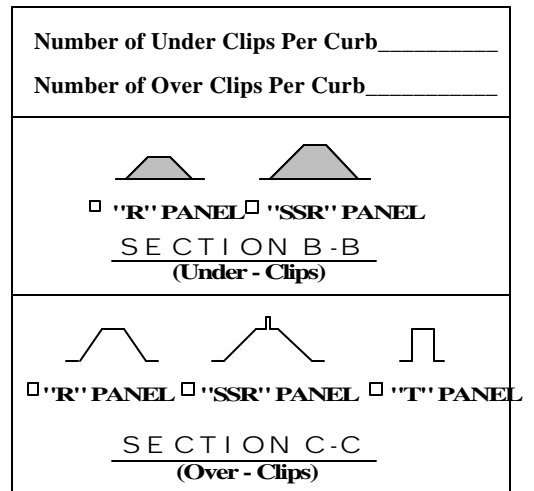 Number of Under Clips Per Curb__________
Number of Over Clips Per Curb___________
"R" PANEL "SSR" PANEL
SECTION B-B
(Under - Clips)
"R" PANEL "SSR" PANEL "T" PANEL
SECTION C-C
(Over - Clips)